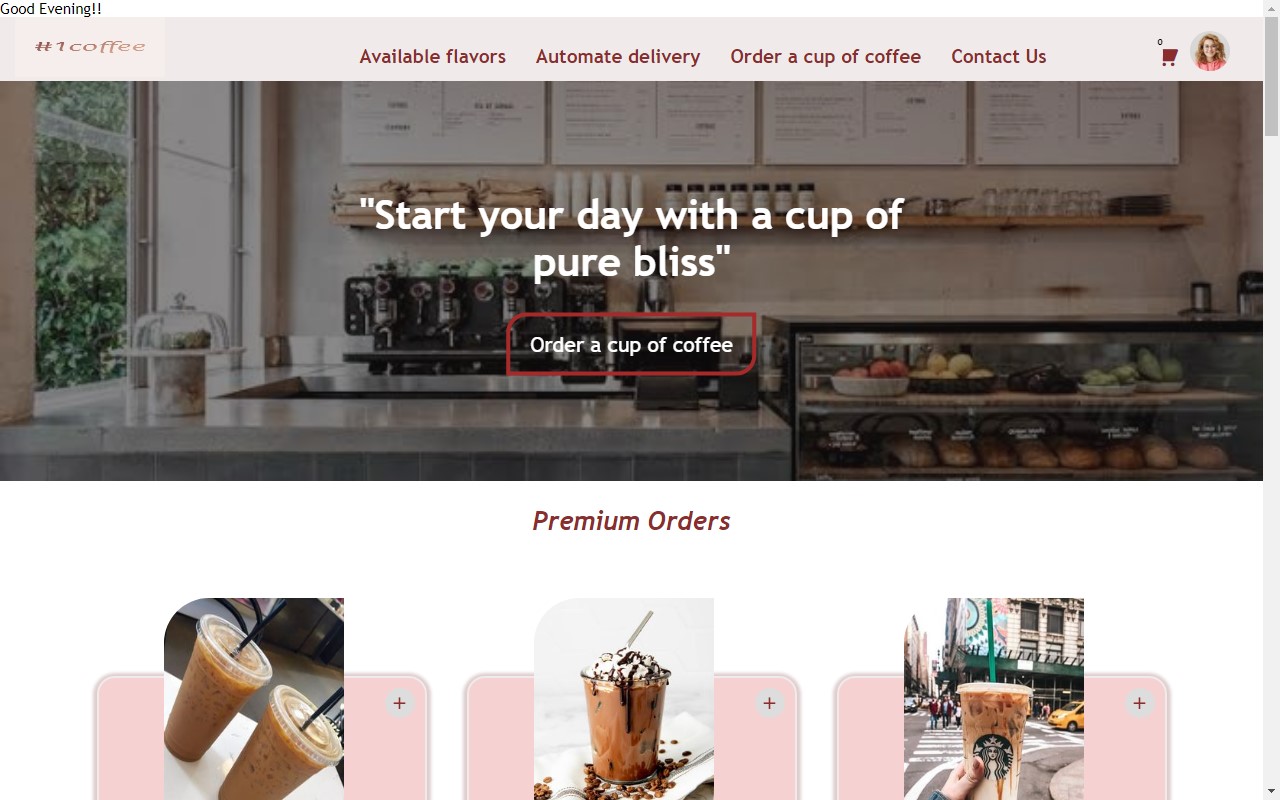 Good Evening!!
#1coffee
Available flavors
Automate delivery
Order a cup of coffee
Contact Us
0
"Start your day with a cup of
pure bliss"
Order a cup of coffee
Premium Orders
+
+
+